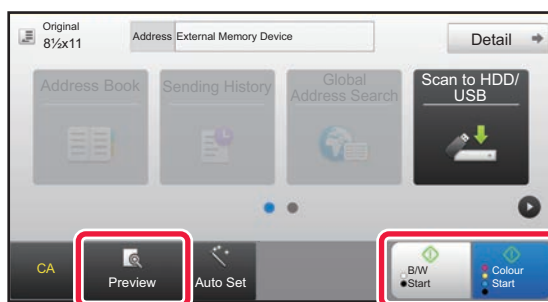 Original
8½x11
Address External Memory Device
Detail
Address Book
Sending History
Global
Address Search
Scan to HDD/
USB
CA
Preview
Auto Set
B/W
Start
Colour
Start